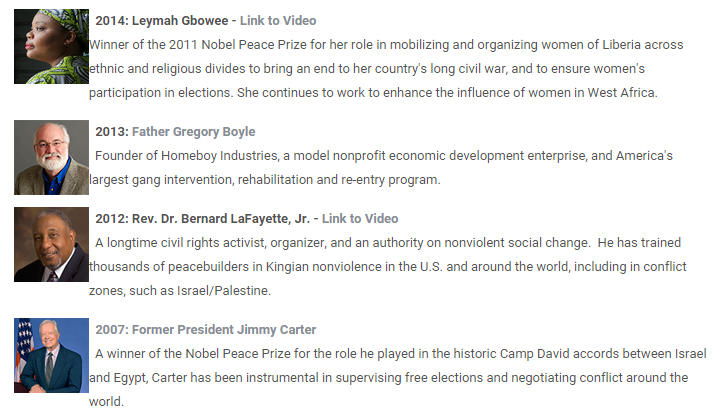 2014: Leymah Gbowee - Link to Video
Winner of the 2011 Nobel Peace Prize for her role in mobilizing and organizing women of Liberia across
ethnic and religious divides to bring an end to her country's long civil war, and to ensure women's
participation in elections. She continues to work to enhance the influence of women in West Africa.
2013: Father Gregory Boyle
Founder of Homeboy Industries, a model nonprofit economic development enterprise, and America's
largest gang intervention, rehabilitation and re-entry program.
2012: Rev. Dr. Bernard LaFayette, Jr. - Link to Video
A longtime civil rights activist, organizer, and an authority on nonviolent social change. He has trained
thousands of peacebuilders in Kingian nonviolence in the U.S. and around the world, including in conflict
zones, such as Israel/Palestine.
2007: Former President Jimmy Carter
A winner of the Nobel Peace Prize for the role he played in the historic Camp David accords between Israel
and Egypt, Carter has been instrumental in supervising free elections and negotiating conflict around the
world.